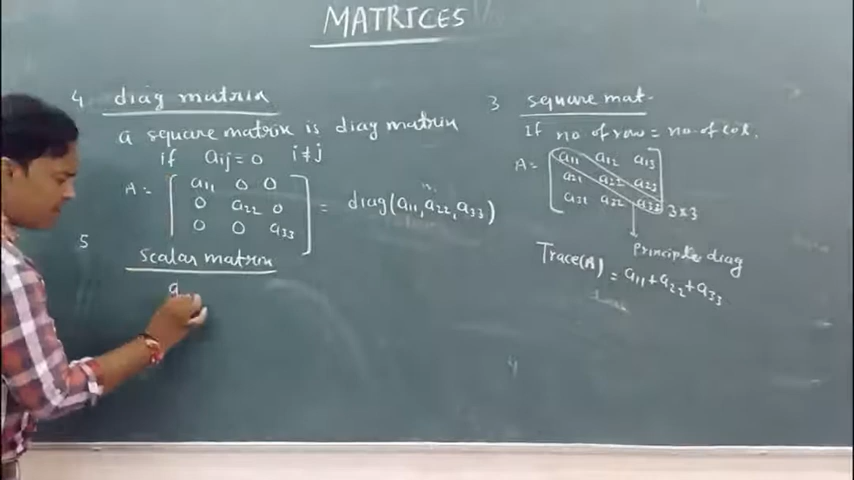 MATRICES
4 diag matrix
a square matrix is diag matrix
if aij=0 i≠j
A = [ a11 0 0
0 a22 0
0 0 a33 ] = diag(a11,a22,a33)
5 scalar matrix
a
3 square mat.
If no of row = no. of col.
A= [ a11 a12 a13
a21 a22 a23
a31 a32 a33 ] 3×3
Principle diag
Trace(A) = a11+a22+a33